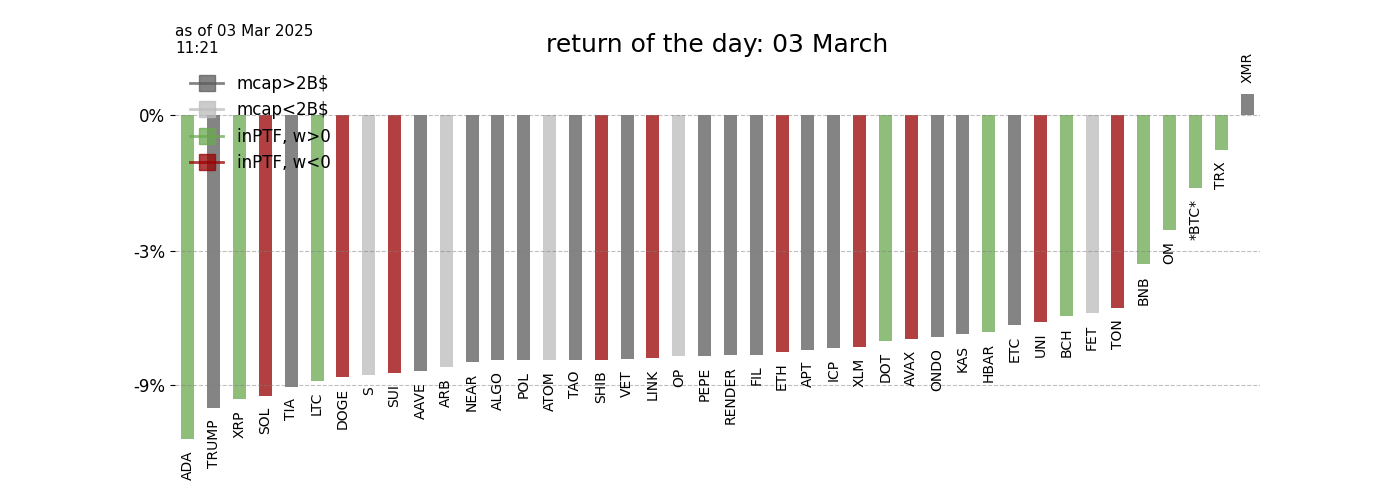 as of 03 Mar 2025
11:21
return of the day: 03 March
mcap>2B$
mcap<2B$
inPTF, w>0
inPTF, w<0
0%
-3%
-9%
ADA
TRUMP
XRP
SOL
TIA
LTC
DOGE
S
SUI
AAVE
ARB
NEAR
ALGO
POL
ATOM
TAO
SHIB
VET
LINK
OP
PEPE
RENDER
FIL
ETH
APT
ICP
XLM
DOT
AVAX
ONDO
KAS
HBAR
ETC
UNI
BCH
FET
TON
BNB
OM
*BTC*
TRX
XMR